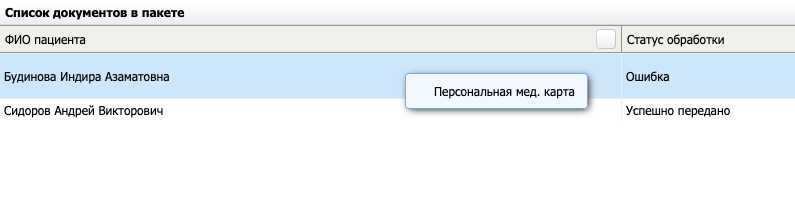 Список документов в пакете
ФИО пациента Статус обработки
Будинова Индира Азаматовна Ошибка
Персональная мед. карта
Сидоров Андрей Викторович Успешно передано